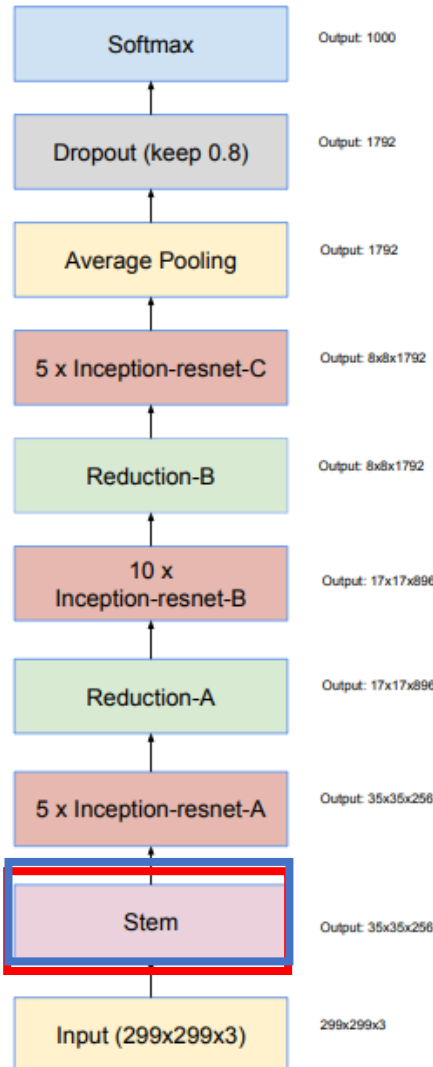 Softmax
Output: 1000
Dropout (keep 0.8)
Output: 1792
Average Pooling
Output: 1792
5 x Inception-resnet-C
Output: 8x8x1792
Reduction-B
Output: 8x8x1792
10 x
Inception-resnet-B
Output: 17x17x896
Reduction-A
Output: 17x17x896
5 x Inception-resnet-A
Output: 35x35x256
Stem
Output: 35x35x256
Input (299x299x3)
299x299x3